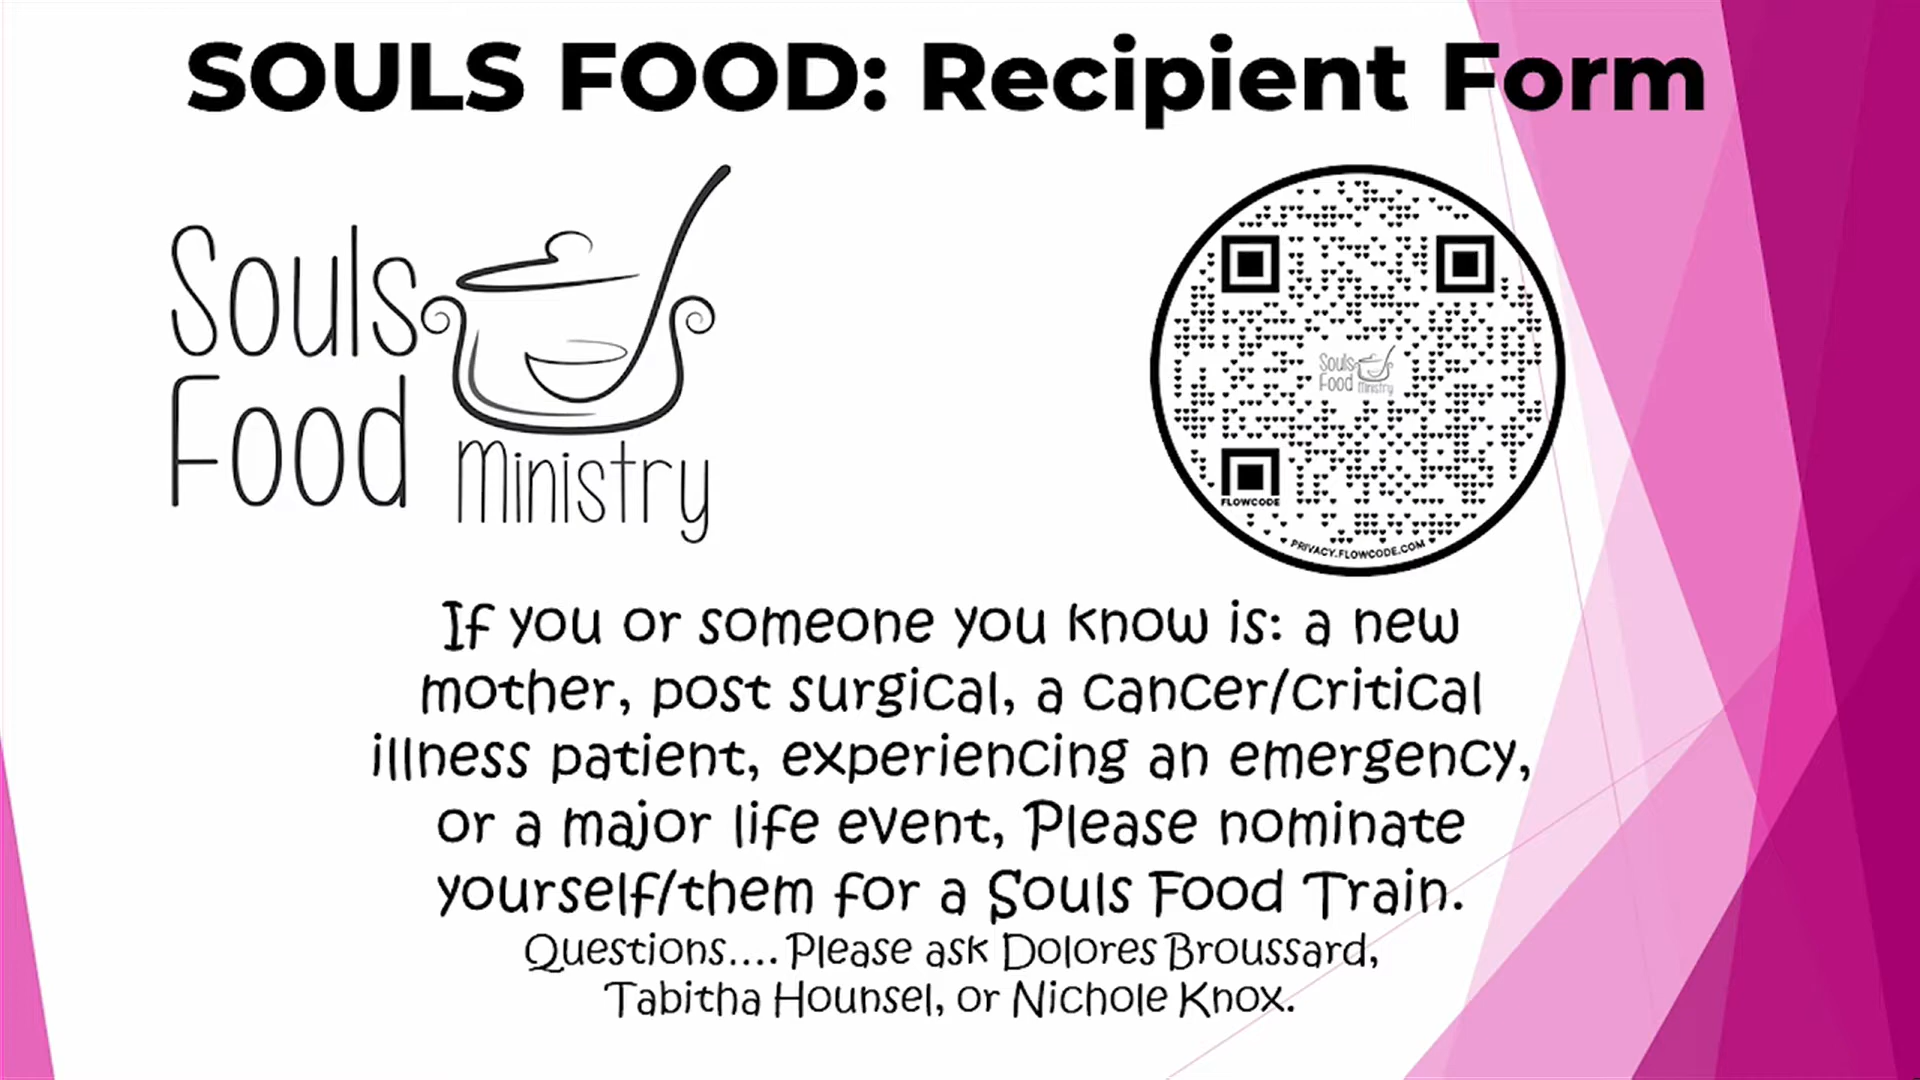 SOULS FOOD: Recipient Form
Souls
Food
Ministry
Souls
Food Ministry
FLOWCODE
PRIVACY.FLOWCODE.COM
If you or someone you know is: a new
mother, post surgical, a cancer/critical
illness patient, experiencing an emergency,
or a major life event, Please nominate
yourself/them for a Souls Food Train.
Questions.... Please ask Dolores Broussard,
Tabitha Hounsel, or Nichole Knox.